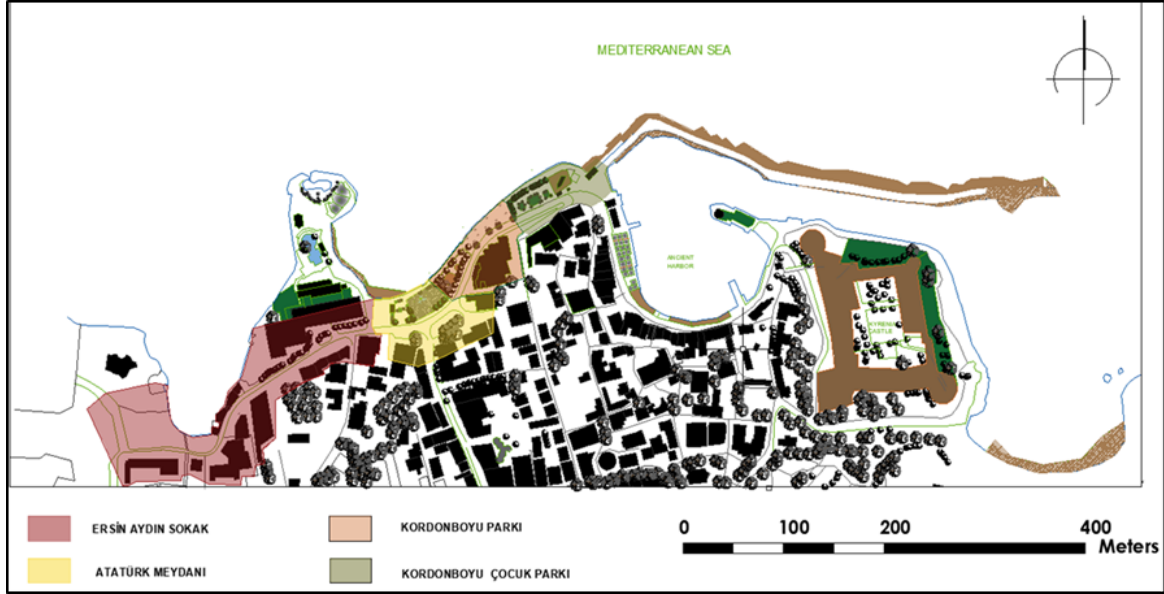 MEDITERRANEAN SEA
ANCIENT
HARBOR
KYRENIA
CASTLE
ERSİN AYDIN SOKAK
KORDONBOYU PARKI
ATATÜRK MEYDANI
KORDONBOYU ÇOCUK PARKI
0 100 200 400
Meters